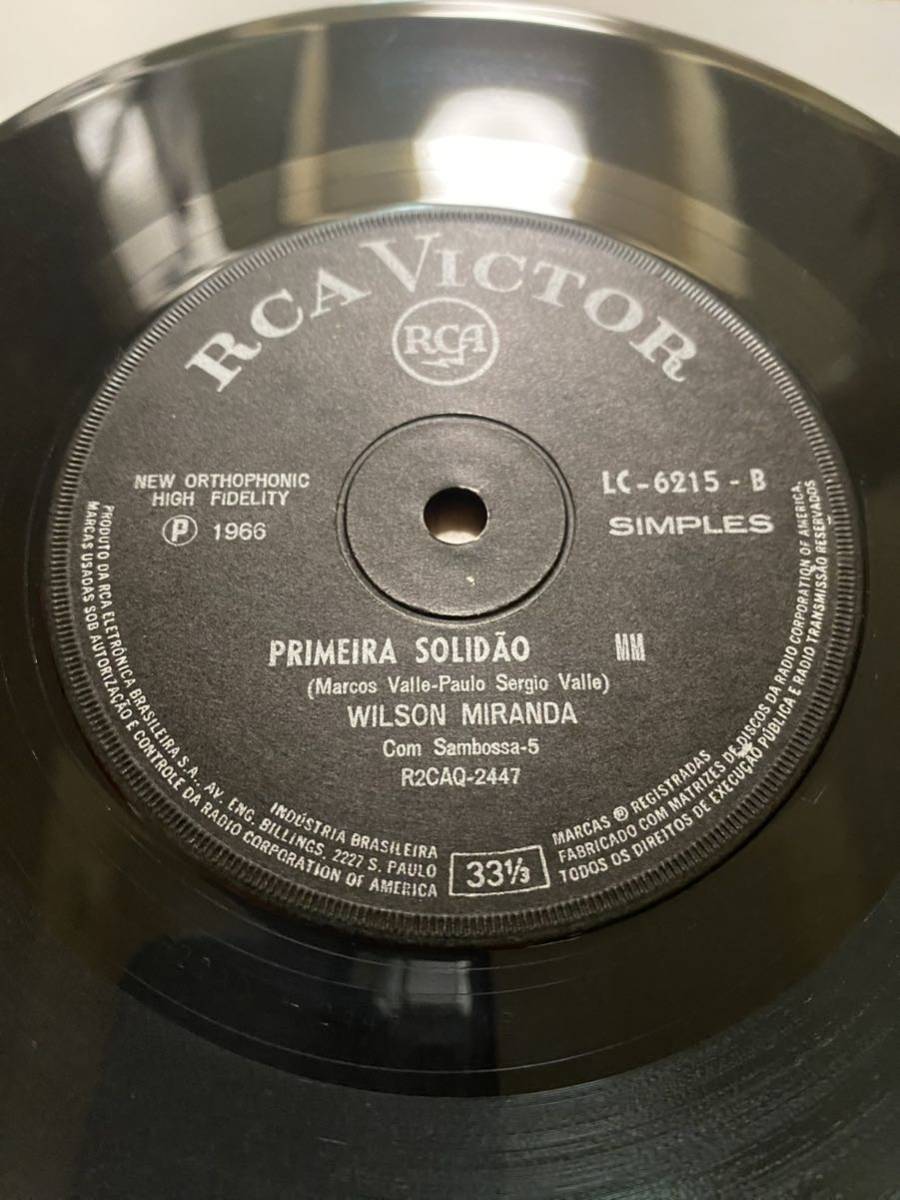 RCA VICTOR
RCA
NEW ORTHOPHONIC
HIGH FIDELITY
Ⓟ 1966
LC-6215-B
SIMPLES
PRIMEIRA SOLIDÃO MM
(Marcos Valle-Paulo Sergio Valle)
WILSON MIRANDA
Com Sambossa-5
R2CAQ-2447
PRODUTO DA RCA ELETRÔNICA BRASILEIRA S.A., AV. ENG. BILLINGS, 2227 S. PAULO
MARCAS USADAS SOB AUTORIZAÇÃO E CONTROLE DA RADIO CORPORATION OF AMERICA
INDÚSTRIA BRASILEIRA
33⅓
MARCAS ® REGISTRADAS
FABRICADO COM MATRIZES DE DISCOS DA RADIO CORPORATION OF AMERICA.
TODOS OS DIREITOS DE EXECUÇÃO PÚBLICA E RADIO TRANSMISSÃO RESERVADOS